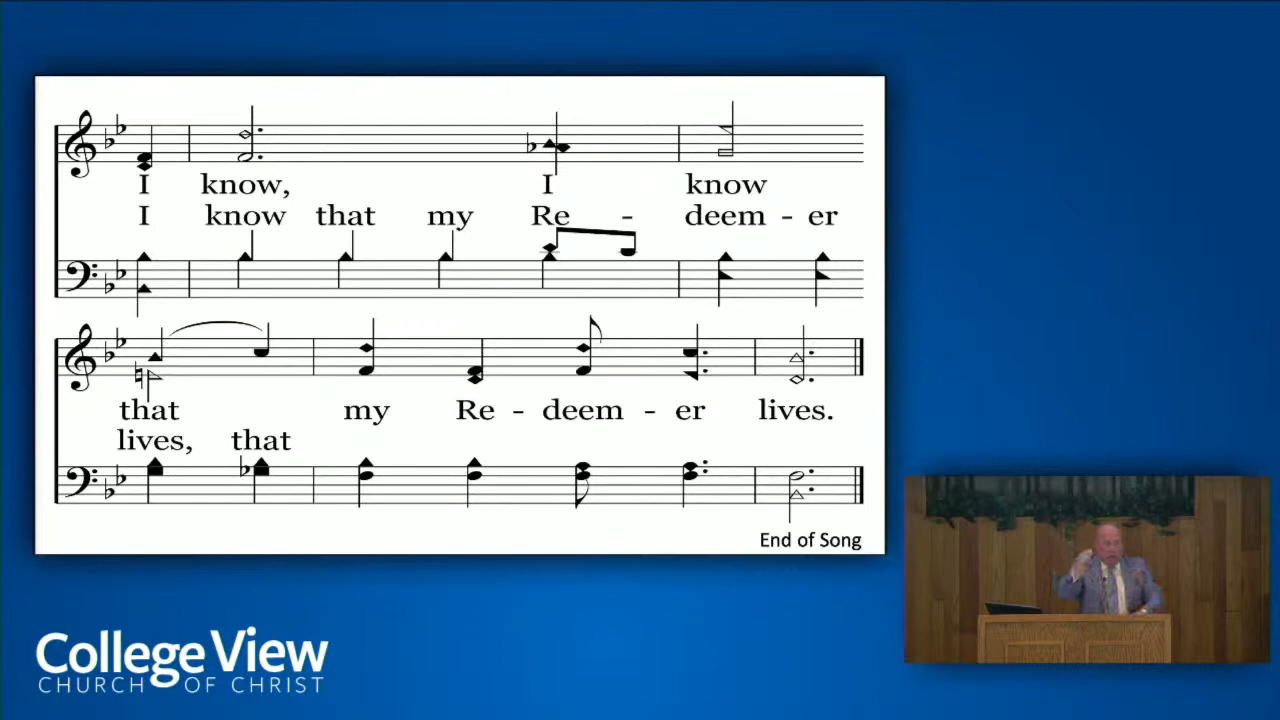 I know, I know
I know that my Re - deem - er
that my Re - deem - er lives.
lives, that
End of Song
College View
CHURCH OF CHRIST